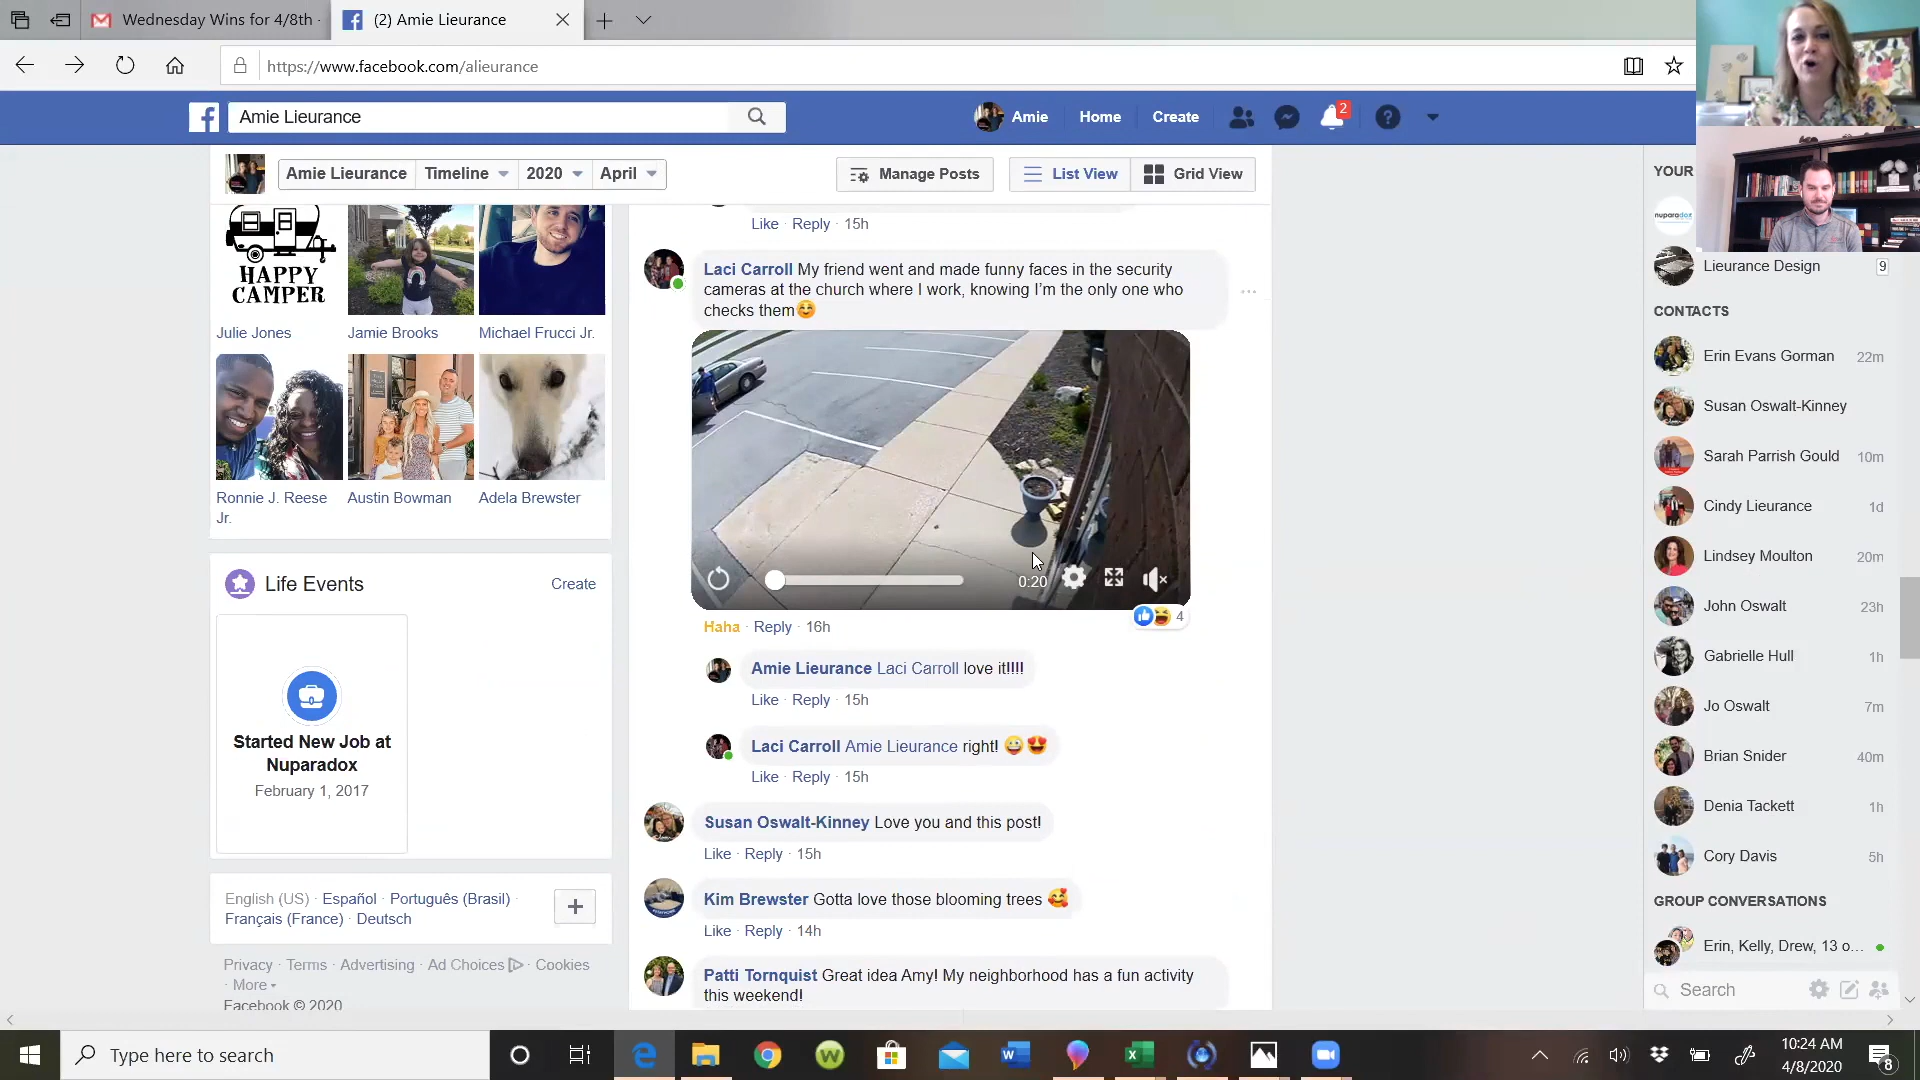 Wednesday Wins for 4/8th -
(2) Amie Lieurance
https://www.facebook.com/alieurance
Amie Lieurance
Amie
Home
Create
2
Amie Lieurance
Timeline
2020
April
Manage Posts
List View
Grid View
HAPPY
CAMPER
Julie Jones
Jamie Brooks
Michael Frucci Jr.
Ronnie J. Reese
Jr.
Austin Bowman
Adela Brewster
Life Events
Create
Started New Job at
Nuparadox
February 1, 2017
English (US) · Español · Português (Brasil) ·
Français (France) · Deutsch
Privacy · Terms · Advertising · Ad Choices · Cookies
· More
Facebook © 2020
Like · Reply · 15h
Laci Carroll My friend went and made funny faces in the security
cameras at the church where I work, knowing I'm the only one who
checks them😊
0:20
4
Haha · Reply · 16h
Amie Lieurance Laci Carroll love it!!!!
Like · Reply · 15h
Laci Carroll Amie Lieurance right! 😜😍
Like · Reply · 15h
Susan Oswalt-Kinney Love you and this post!
Like · Reply · 15h
Kim Brewster Gotta love those blooming trees 🥰
Like · Reply · 14h
Patti Tornquist Great idea Amy! My neighborhood has a fun activity
this weekend!
YOUR
nuparadox
Lieurance Design 9
CONTACTS
Erin Evans Gorman 22m
Susan Oswalt-Kinney
Sarah Parrish Gould 10m
Cindy Lieurance 1d
Lindsey Moulton 20m
John Oswalt 23h
Gabrielle Hull 1h
Jo Oswalt 7m
Brian Snider 40m
Denia Tackett 1h
Cory Davis 5h
GROUP CONVERSATIONS
Erin, Kelly, Drew, 13 o...
Search
Type here to search
10:24 AM
4/8/2020
8